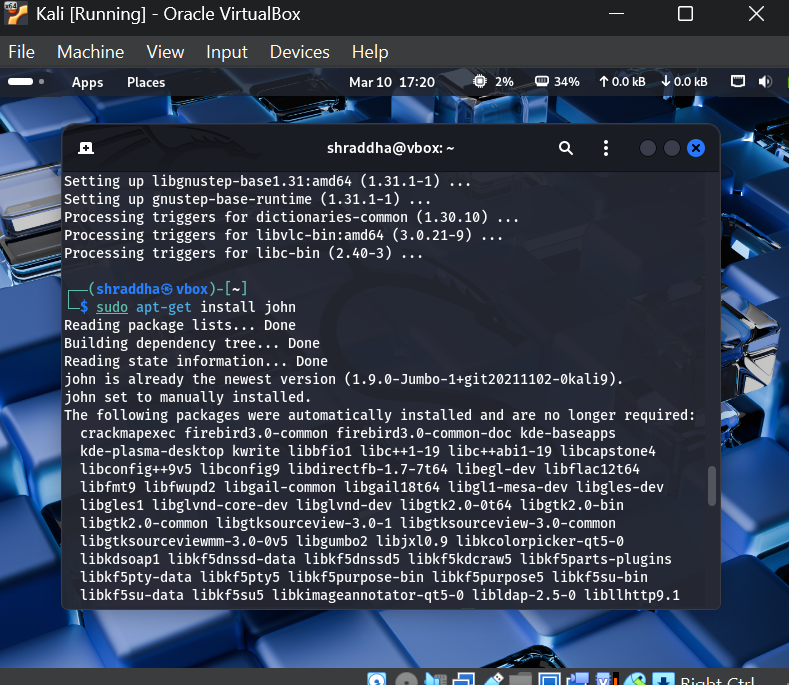 Kali [Running] - Oracle VirtualBox
File Machine View Input Devices Help
Apps Places Mar 10 17:20 2% 34% 0.0 kB 0.0 kB
shraddha@vbox: ~
Setting up libgnustep-base1.31:amd64 (1.31.1-1) ...
Setting up gnustep-base-runtime (1.31.1-1) ...
Processing triggers for dictionaries-common (1.30.10) ...
Processing triggers for libvlc-bin:amd64 (3.0.21-9) ...
Processing triggers for libc-bin (2.40-3) ...
┌──(shraddha㉿vbox)-[~]
└─$ sudo apt-get install john
Reading package lists... Done
Building dependency tree... Done
Reading state information... Done
john is already the newest version (1.9.0-Jumbo-1+git20211102-0kali9).
john set to manually installed.
The following packages were automatically installed and are no longer required:
crackmapexec firebird3.0-common firebird3.0-common-doc kde-baseapps
kde-plasma-desktop kwrite libbfio1 libc++1-19 libc++abi1-19 libcapstone4
libconfig++9v5 libconfig9 libdirectfb-1.7-7t64 libegl-dev libflac12t64
libfmt9 libfwupd2 libgail-common libgail18t64 libgl1-mesa-dev libgles-dev
libgles1 libglvnd-core-dev libglvnd-dev libgtk2.0-0t64 libgtk2.0-bin
libgtk2.0-common libgtksourceview-3.0-1 libgtksourceview-3.0-common
libgtksourceviewmm-3.0-0v5 libgumbo2 libjxl0.9 libkcolorpicker-qt5-0
libkdsoap1 libkf5dnssd-data libkf5dnssd5 libkf5kdcraw5 libkf5parts-plugins
libkf5pty-data libkf5pty5 libkf5purpose-bin libkf5purpose5 libkf5su-bin
libkf5su-data libkf5su5 libkimageannotator-qt5-0 libldap-2.5-0 libllhttp9.1
Right Ctrl